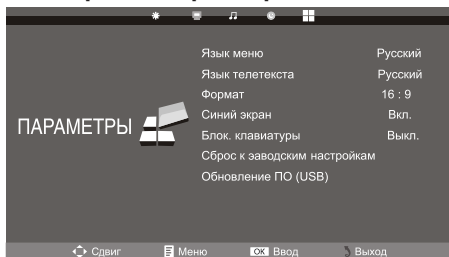 Язык меню Русский
Язык телетекста Русский
Формат 16 : 9
ПАРАМЕТРЫ
Синий экран Вкл.
Блок. клавиатуры Выкл.
Сброс к заводским настройкам
Обновление ПО (USB)
Сдвиг Меню OK Ввод Выход